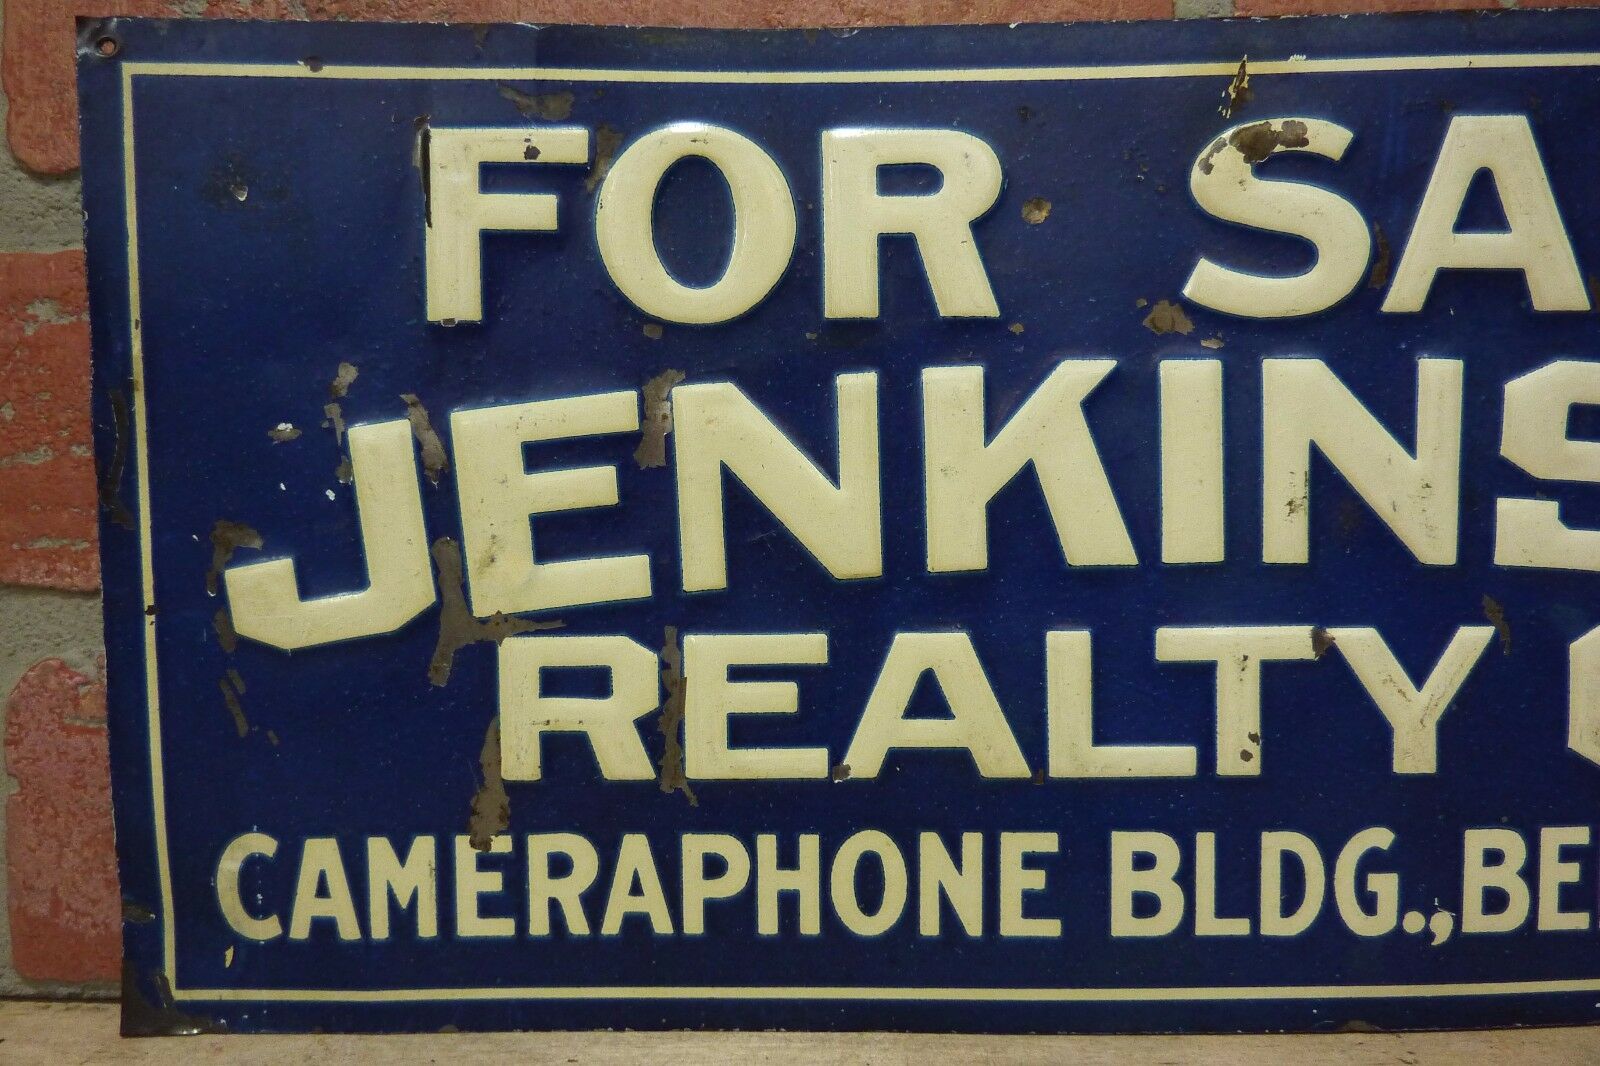 FOR SA
JENKINS
REALTY C
CAMERAPHONE BLDG., BE